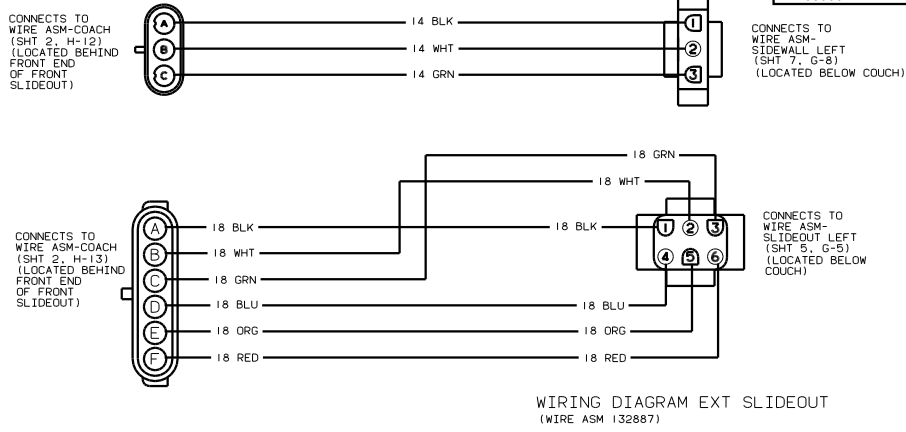 CONNECTS TO
WIRE ASM-COACH
(SHT 2, H-12)
(LOCATED BEHIND
FRONT END
OF FRONT
SLIDEOUT)
A
B
C
14 BLK
14 WHT
14 GRN
1
2
3
CONNECTS TO
WIRE ASM-
SIDEWALL LEFT
(SHT 7, G-8)
(LOCATED BELOW COUCH)
CONNECTS TO
WIRE ASM-COACH
(SHT 2, H-13)
(LOCATED BEHIND
FRONT END
OF FRONT
SLIDEOUT)
A
B
C
D
E
F
18 BLK
18 WHT
18 GRN
18 BLU
18 ORG
18 RED
18 GRN
18 WHT
18 BLK
18 BLU
18 ORG
18 RED
1 2 3
4 5 6
CONNECTS TO
WIRE ASM-
SLIDEOUT LEFT
(SHT 5, G-5)
(LOCATED BELOW
COUCH)
WIRING DIAGRAM EXT SLIDEOUT
(WIRE ASM 132887)